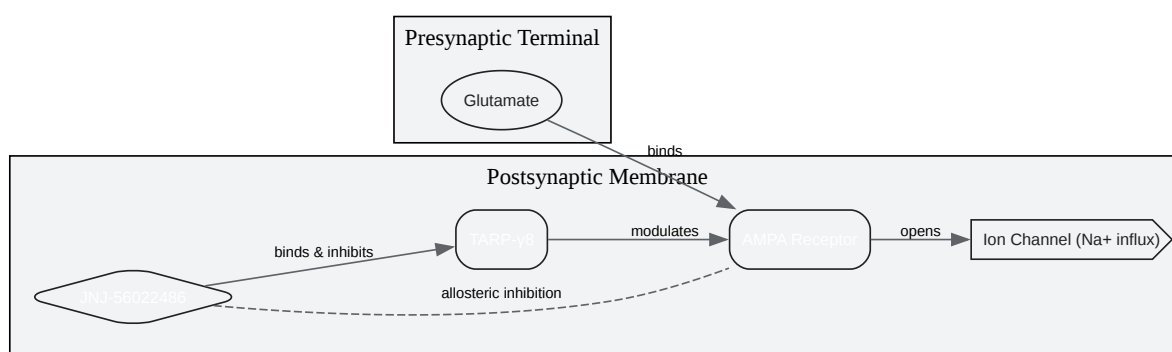 Presynaptic Terminal
Glutamate
binds
Postsynaptic Membrane
TARP-γ8
modulates
AMPA Receptor
opens
Ion Channel (Na+ influx)
binds & inhibits
JNJ-56022486
allosteric inhibition